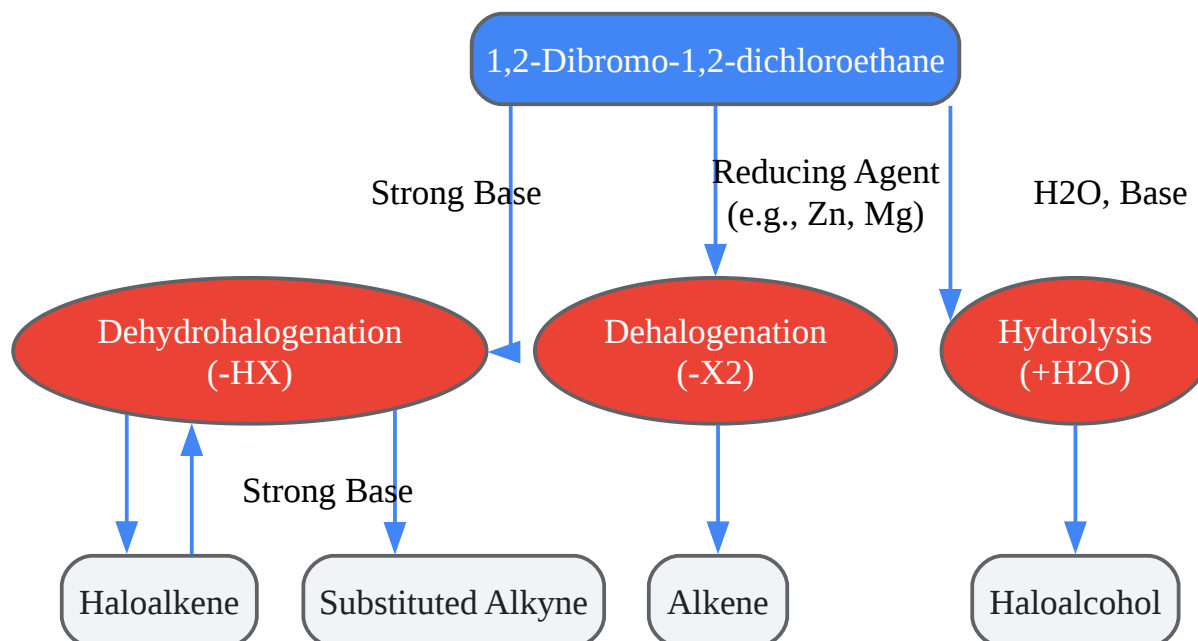 1,2-Dibromo-1,2-dichloroethane
Strong Base
Reducing Agent
(e.g., Zn, Mg)
H2O, Base
Dehydrohalogenation
(-HX)
Dehalogenation
(-X2)
Hydrolysis
(+H2O)
Strong Base
Haloalkene
Substituted Alkyne
Alkene
Haloalcohol